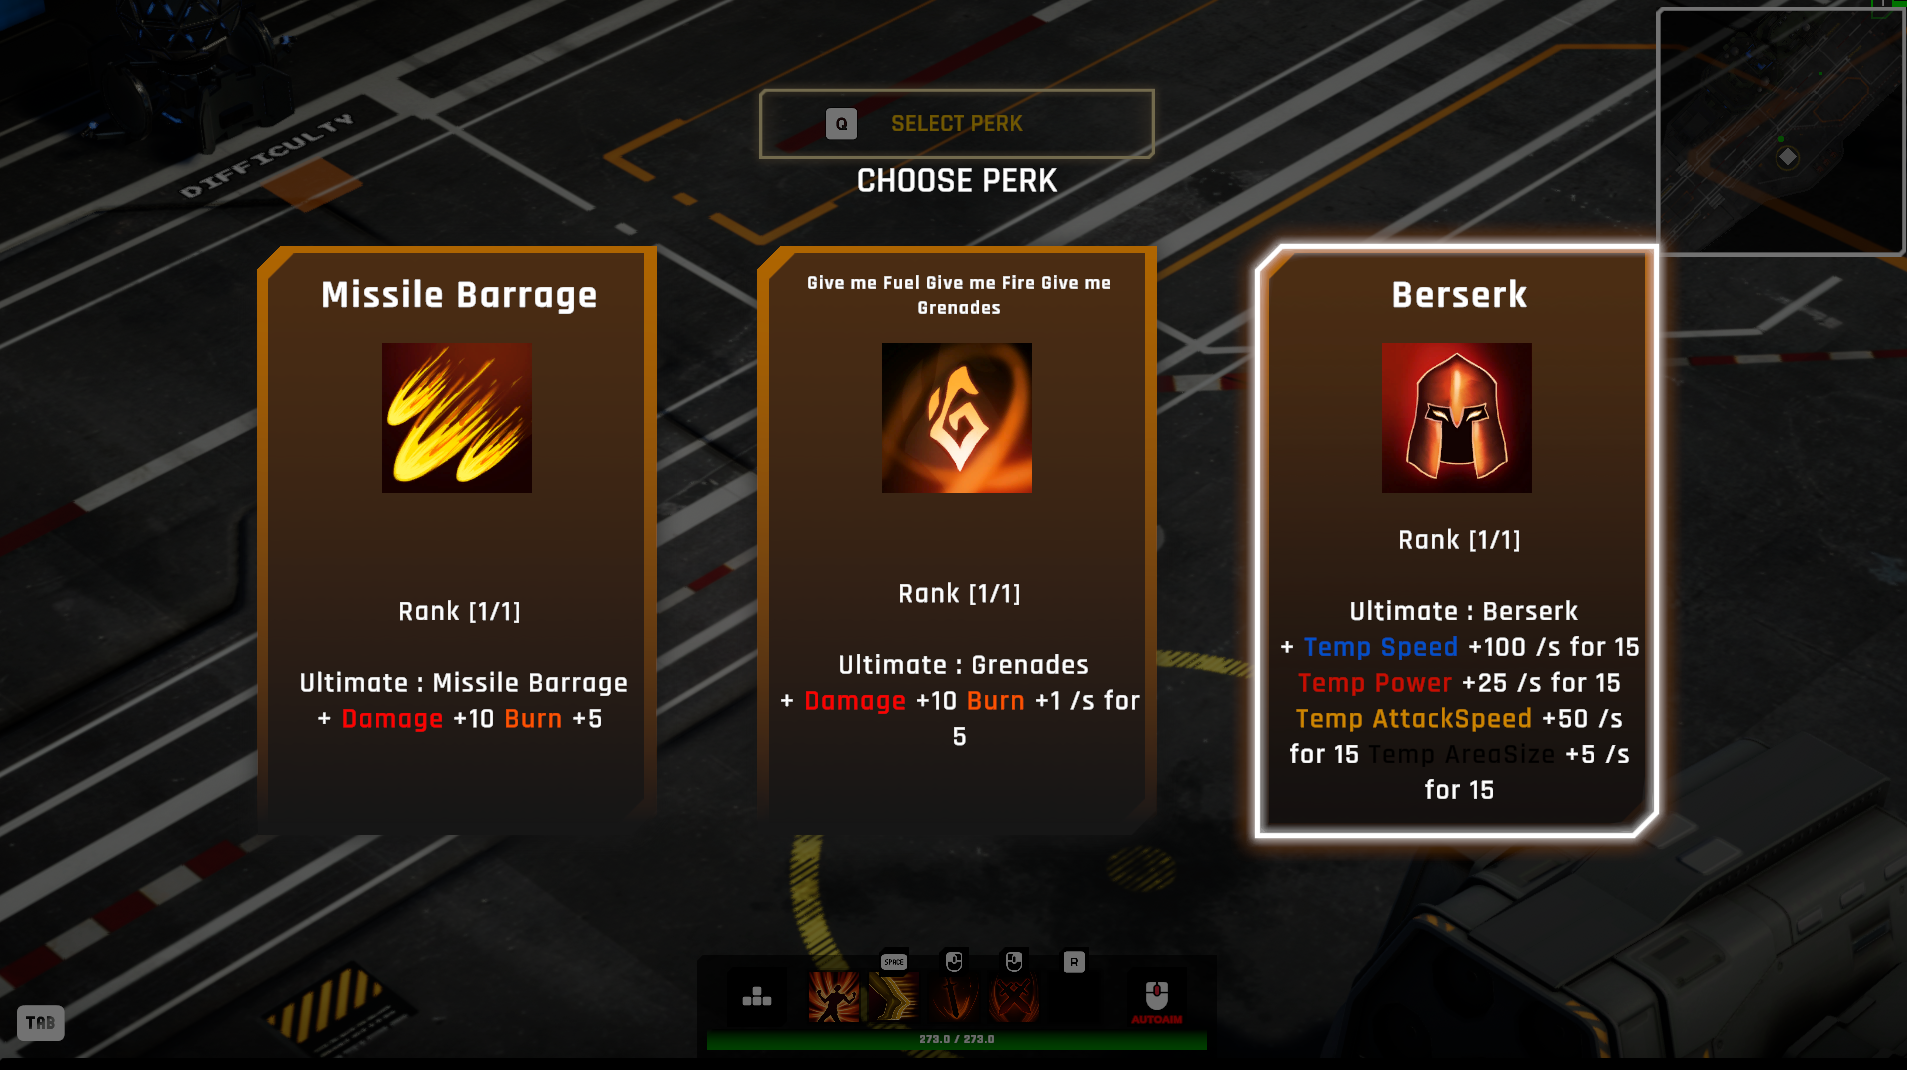 DIFFICULTY
Q SELECT PERK
CHOOSE PERK
Missile Barrage
Rank [1/1]
Ultimate : Missile Barrage
+ Damage +10 Burn +5
Give me Fuel Give me Fire Give me
Grenades
Rank [1/1]
Ultimate : Grenades
+ Damage +10 Burn +1 /s for
5
Berserk
Rank [1/1]
Ultimate : Berserk
+ Temp Speed +100 /s for 15
Temp Power +25 /s for 15
Temp AttackSpeed +50 /s
for 15 Temp AreaSize +5 /s
for 15
SPACE
R
AUTOAIM
TAB
273.0 / 273.0